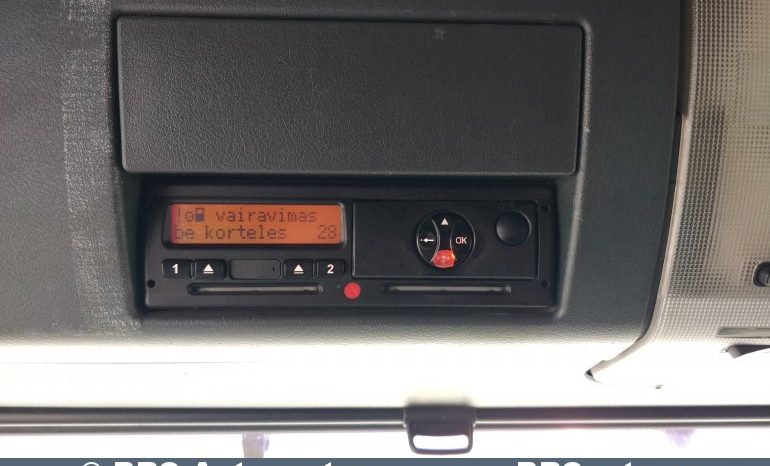 !o vairavimas
be korteles 28
1 2
OK